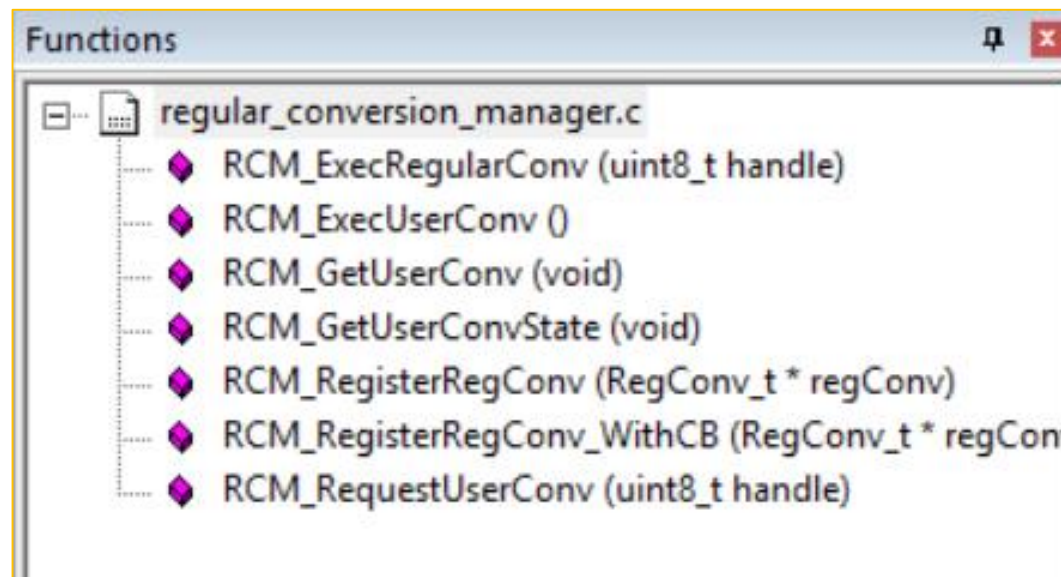 Functions
regular_conversion_manager.c
RCM_ExecRegularConv (uint8_t handle)
RCM_ExecUserConv ()
RCM_GetUserConv (void)
RCM_GetUserConvState (void)
RCM_RegisterRegConv (RegConv_t * regConv)
RCM_RegisterRegConv_WithCB (RegConv_t * regCon
RCM_RequestUserConv (uint8_t handle)